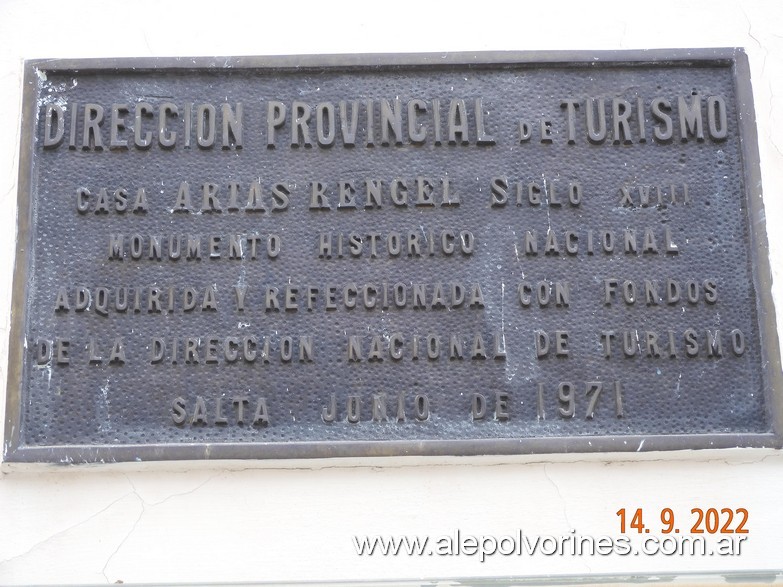 DIRECCION PROVINCIAL DE TURISMO
CASA ARIAS RENGEL SIGLO XVIII
MONUMENTO HISTORICO NACIONAL
ADQUIRIDA Y REFECCIONADA CON FONDOS
DE LA DIRECCION NACIONAL DE TURISMO
SALTA JUNIO DE 1971
14. 9. 2022
www.alepolvorines.com.ar